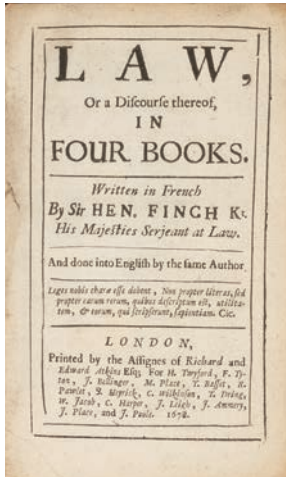 LAW,
Or a Discourse thereof,
IN
FOUR BOOKS.
Written in French
By Sir HEN. FINCH Kt.
His Majesties Serjeant at Law.
And done into English by the same Author.
Leges nobis charæ esse debent, Non propter literas, sed
propter earum rerum, quibus descriptum est, utilita-
tem, & eorum, qui scripserunt, sapientiam. Cic.
LONDON,
Printed by the Assignes of Richard and
Edward Atkins Esq; For H. Twyford, F. Ty-
ton, J. Bellinger, M. Place, T. Basset, R.
Pawlet, S. Heyrick, C. Wilkinson, T. Dring,
W. Jacob, C. Harper, J. Leigh, J. Ammery,
J. Place, and J. Poole. 1678.